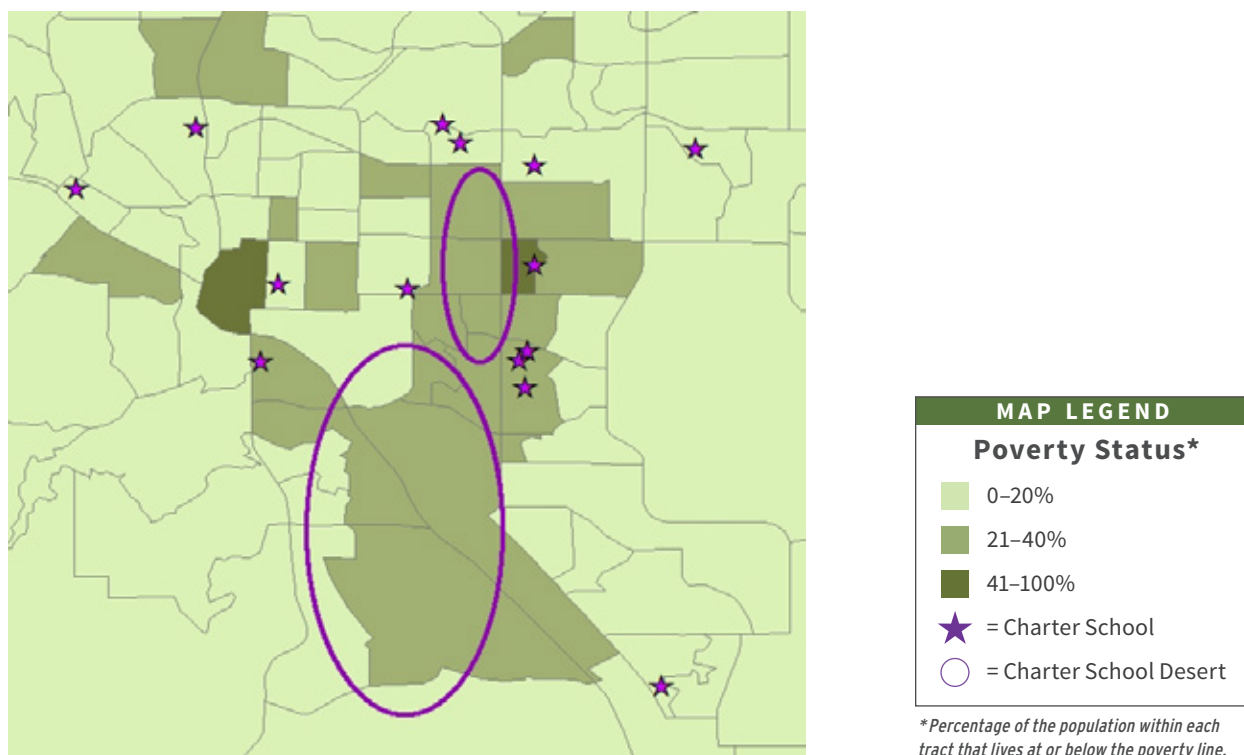 MAP LEGEND
Poverty Status*
0–20%
21–40%
41–100%
= Charter School
= Charter School Desert
*Percentage of the population within each
tract that lives at or below the poverty line.